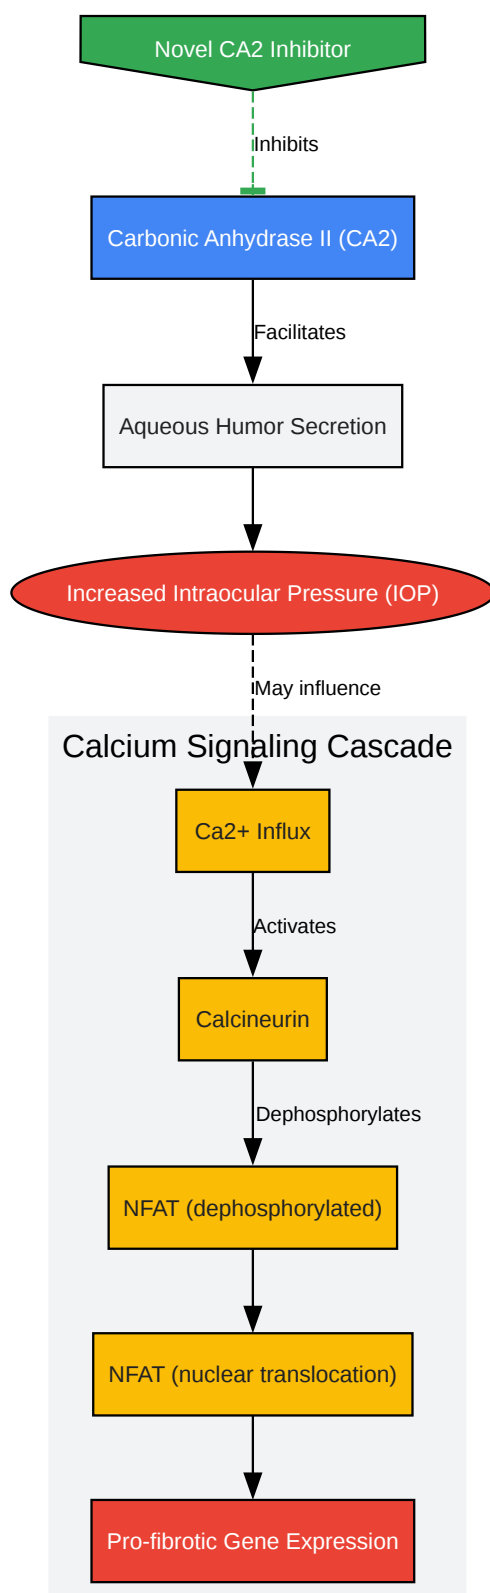 Novel CA2 Inhibitor
Inhibits
Carbonic Anhydrase II (CA2)
Facilitates
Aqueous Humor Secretion
Increased Intraocular Pressure (IOP)
May influence
Calcium Signaling Cascade
Ca2+ Influx
Activates
Calcineurin
Dephosphorylates
NFAT (dephosphorylated)
NFAT (nuclear translocation)
Pro-fibrotic Gene Expression